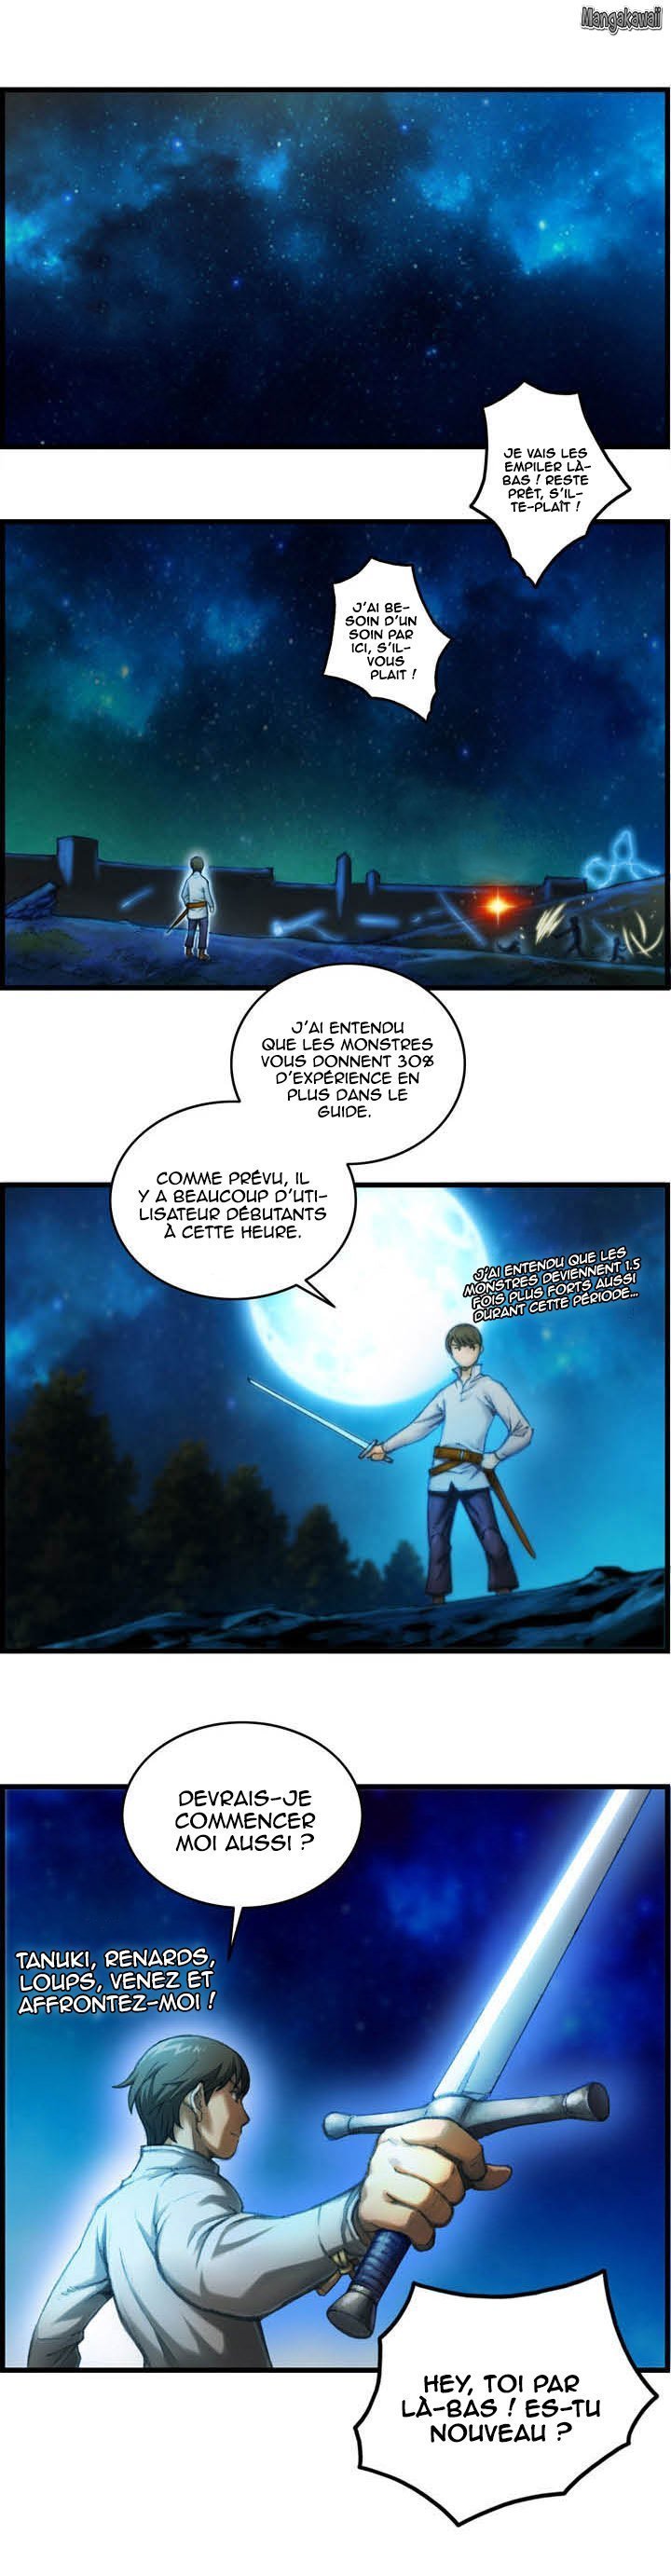 Mangakawaii
JE VAIS LES
EMPILER LÀ-
BAS ! RESTE
PRÊT, S'IL-
TE-PLAÎT !
J'AI BE-
SOIN D'UN
SOIN PAR
ICI, S'IL-
VOUS
PLAIT !
J'AI ENTENDU
QUE LES MONSTRES
VOUS DONNENT 30%
D'EXPÉRIENCE EN
PLUS DANS LE
GUIDE.
COMME PRÉVU, IL
Y A BEAUCOUP D'UTI-
LISATEUR DÉBUTANTS
À CETTE HEURE.
J'AI ENTENDU QUE LES
MONSTRES DEVIENNENT 1.5
FOIS PLUS FORTS AUSSI
DURANT CETTE PÉRIODE...
DEVRAIS-JE
COMMENCER
MOI AUSSI ?
TANUKI, RENARDS,
LOUPS, VENEZ ET
AFFRONTEZ-MOI !
HEY, TOI PAR
LÀ-BAS ! ES-TU
NOUVEAU ?